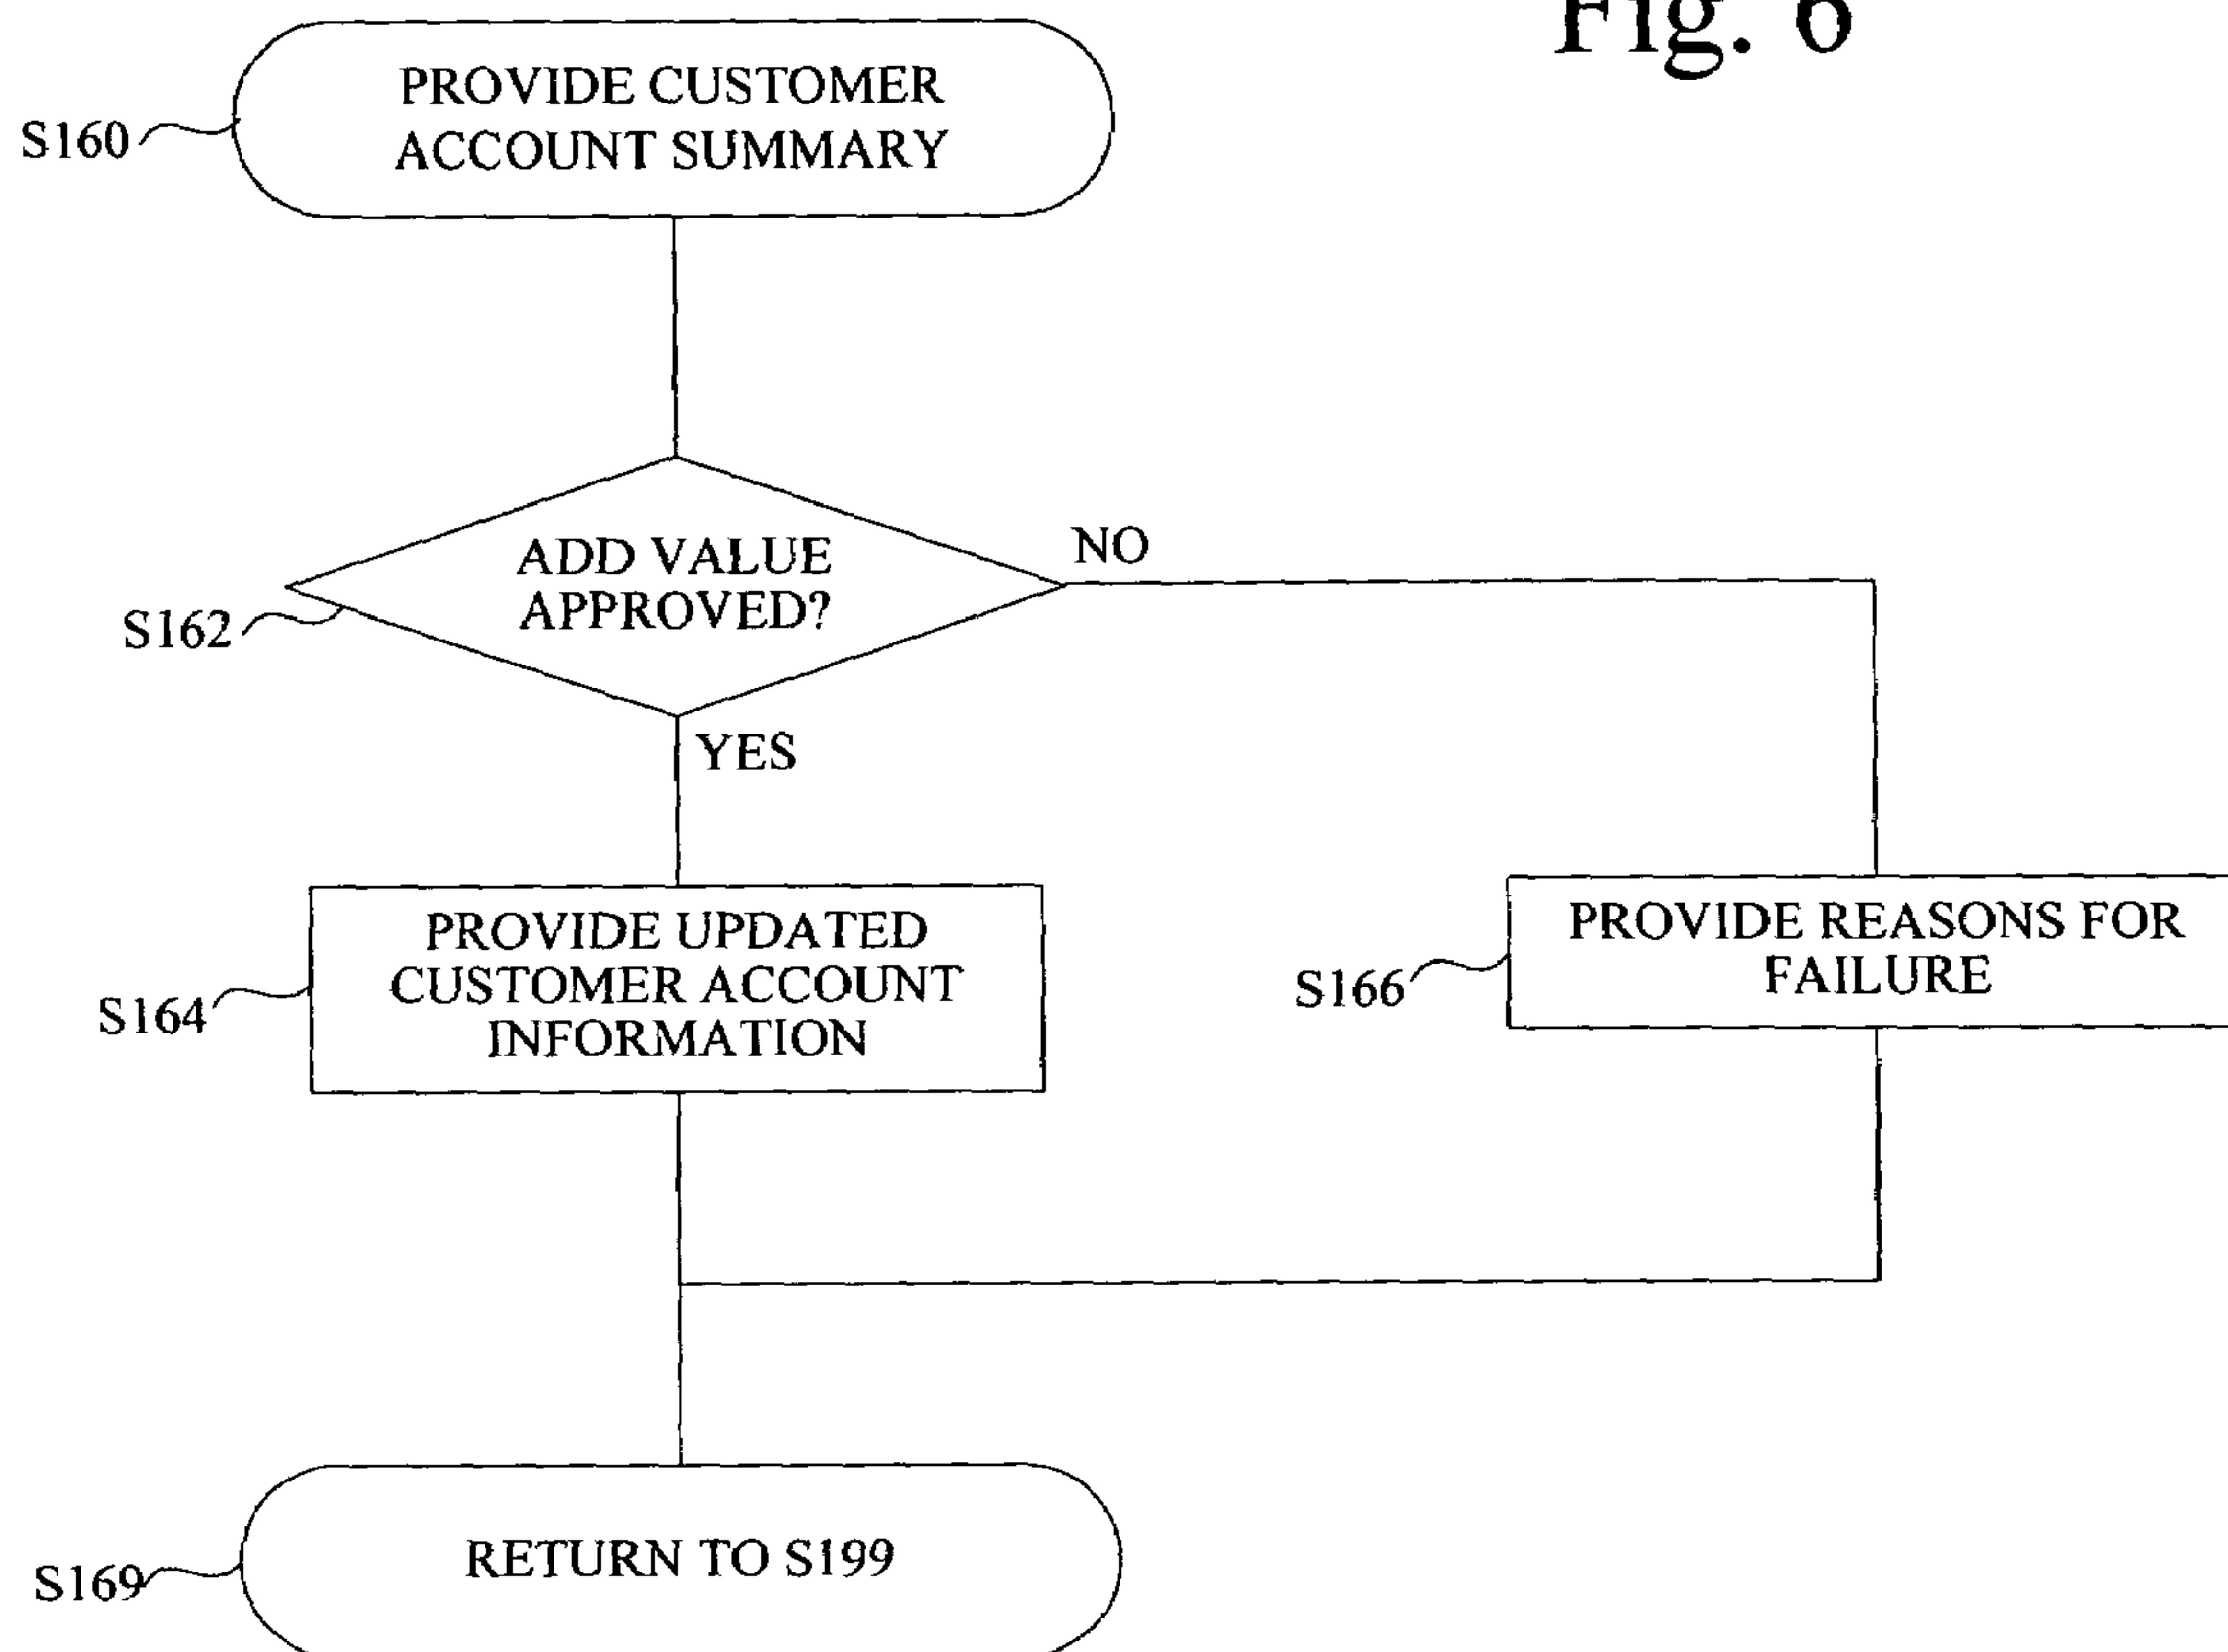 Fig. 6
PROVIDE CUSTOMER
ACCOUNT SUMMARY
S160
ADD VALUE
APPROVED?
NO
S162
YES
PROVIDE UPDATED
CUSTOMER ACCOUNT
INFORMATION
S164
PROVIDE REASONS FOR
FAILURE
S166
RETURN TO S199
S169